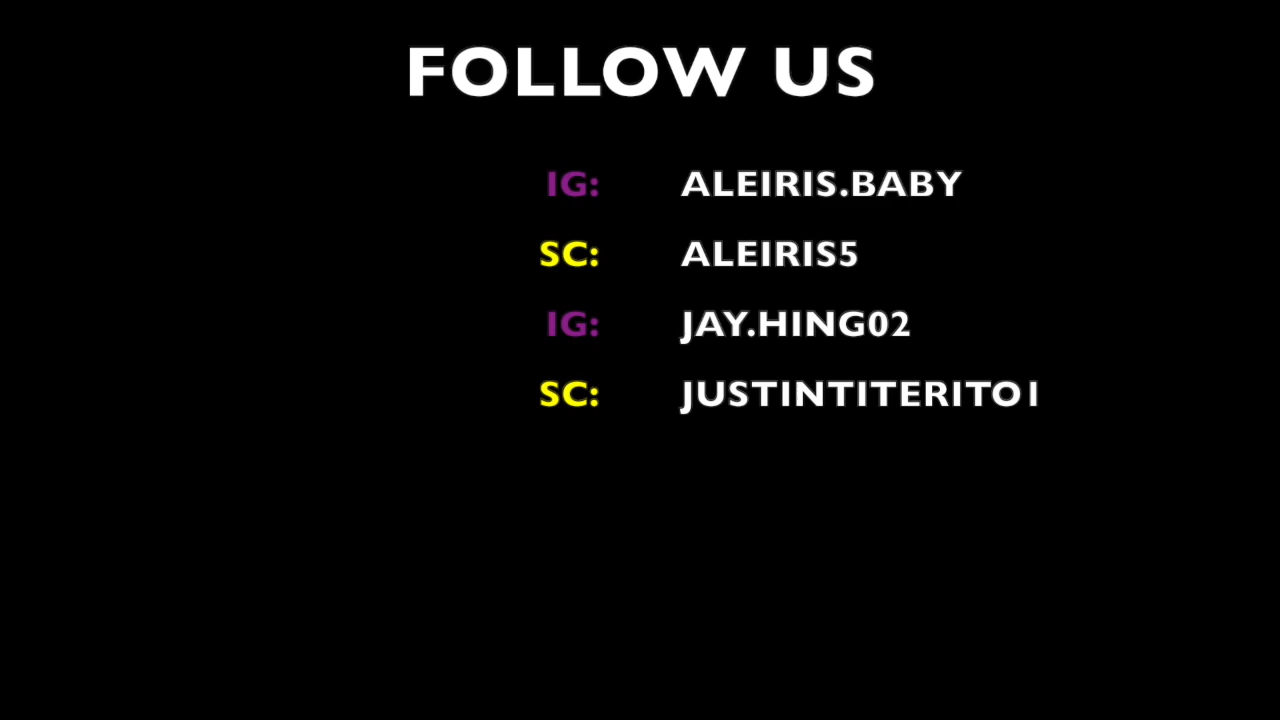 FOLLOW US
IG: ALEIRIS.BABY
SC: ALEIRIS5
IG: JAY.HING02
SC: JUSTINTITERITO1